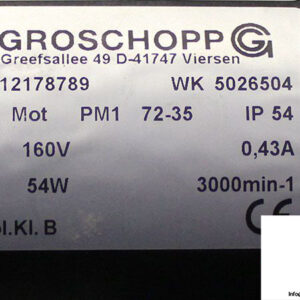 GROSCHOPP G
Greefsallee 49 D-41747 Viersen
12178789 WK 5026504
Mot PM1 72-35 IP 54
160V 0,43A
54W 3000min-1
Kl. B CE